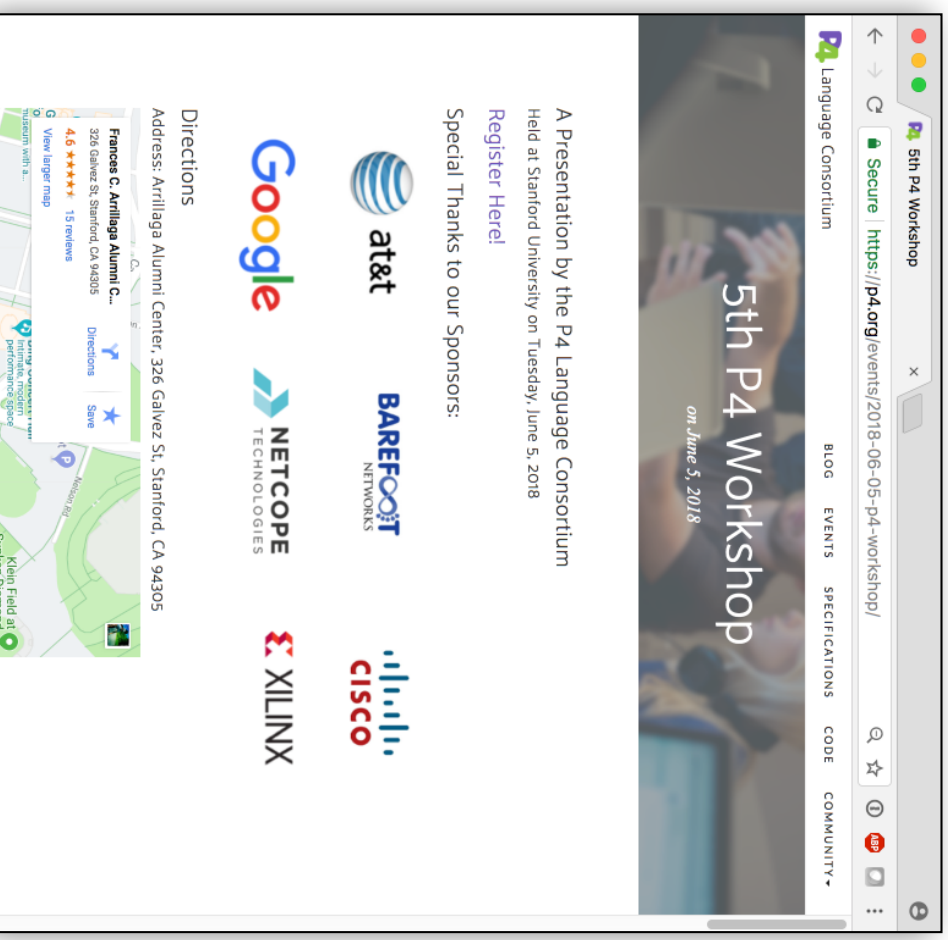 P4 5th P4 Workshop
Secure https://p4.org/events/2018-06-05-p4-workshop/
ABP
P4 Language Consortium BLOG EVENTS SPECIFICATIONS CODE COMMUNITY
5th P4 Workshop
on June 5, 2018
A Presentation by the P4 Language Consortium
Held at Stanford University on Tuesday, June 5, 2018
Register Here!
Special Thanks to our Sponsors:
at&t BAREFOOT NETWORKS CISCO
Google NETCOPE TECHNOLOGIES XILINX
Directions
Address: Arrillaga Alumni Center, 326 Galvez St, Stanford, CA 94305
Frances C. Arrillaga Alumni C...
326 Galvez St, Stanford, CA 94305
Directions Save
4.6 ★★★★★ 15 reviews
View larger map
museum with a...
Intimate, modern
performance space
P
Nelson Rd
Klein Field at